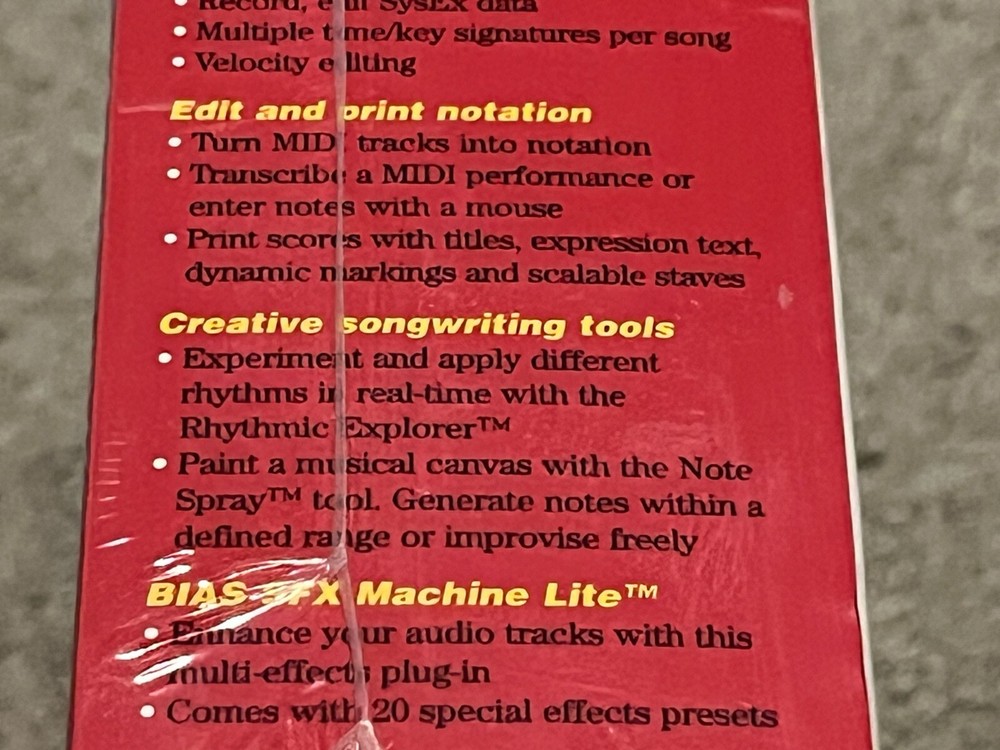 • Record, edit SysEx data
• Multiple time/key signatures per song
• Velocity editing
Edit and print notation
• Turn MIDI tracks into notation
• Transcribe a MIDI performance or
enter notes with a mouse
• Print scores with titles, expression text,
dynamic markings and scalable staves
Creative songwriting tools
• Experiment and apply different
rhythms in real-time with the
Rhythmic Explorer™
• Paint a musical canvas with the Note
Spray™ tool. Generate notes within a
defined range or improvise freely
BIAS SFX Machine Lite™
• Enhance your audio tracks with this
multi-effects plug-in
• Comes with 20 special effects presets